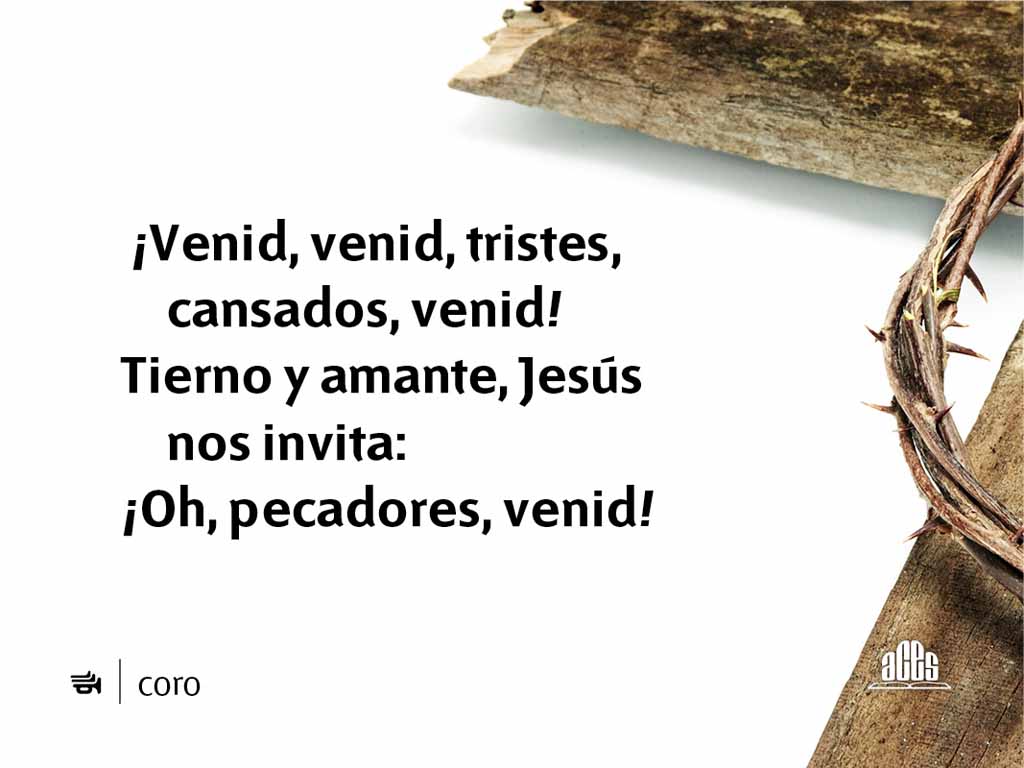 ¡Venid, venid, tristes,
cansados, venid!
Tierno y amante, Jesús
nos invita:
¡Oh, pecadores, venid!
coro
aces